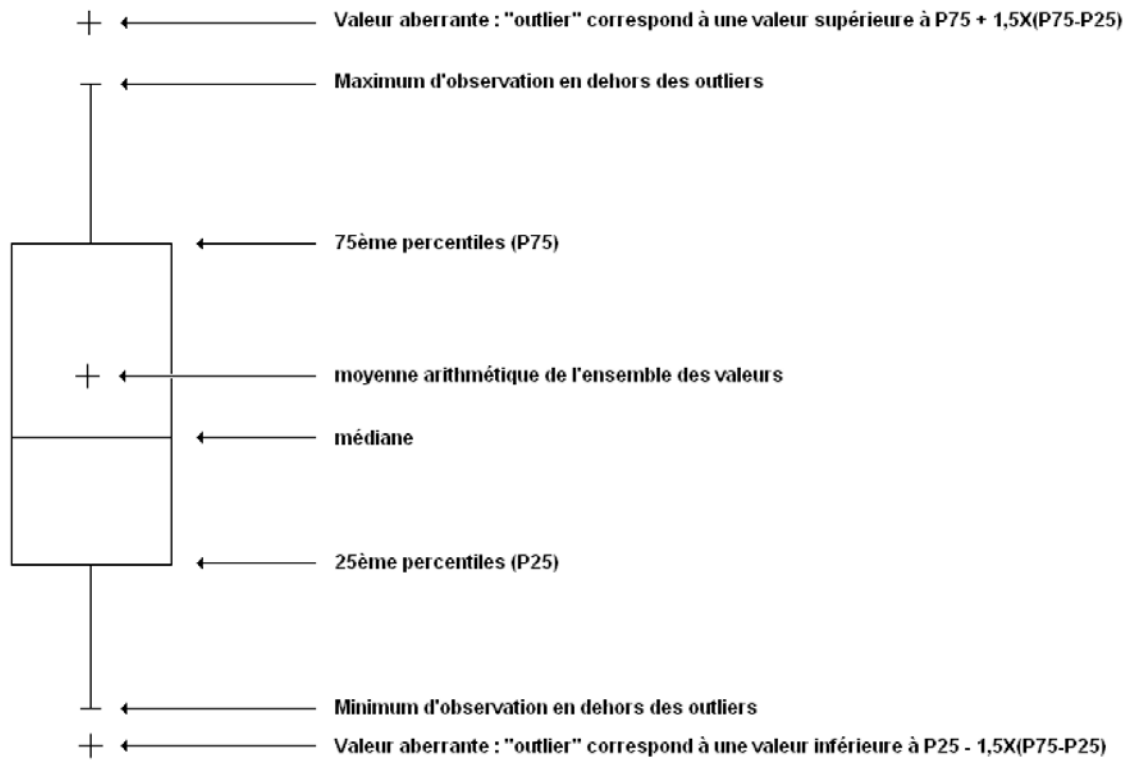 Valeur aberrante : "outlier" correspond à une valeur supérieure à P75 + 1,5X(P75-P25)
Maximum d'observation en dehors des outliers
75ème percentiles (P75)
moyenne arithmétique de l'ensemble des valeurs
médiane
25ème percentiles (P25)
Minimum d'observation en dehors des outliers
Valeur aberrante : "outlier" correspond à une valeur inférieure à P25 - 1,5X(P75-P25)